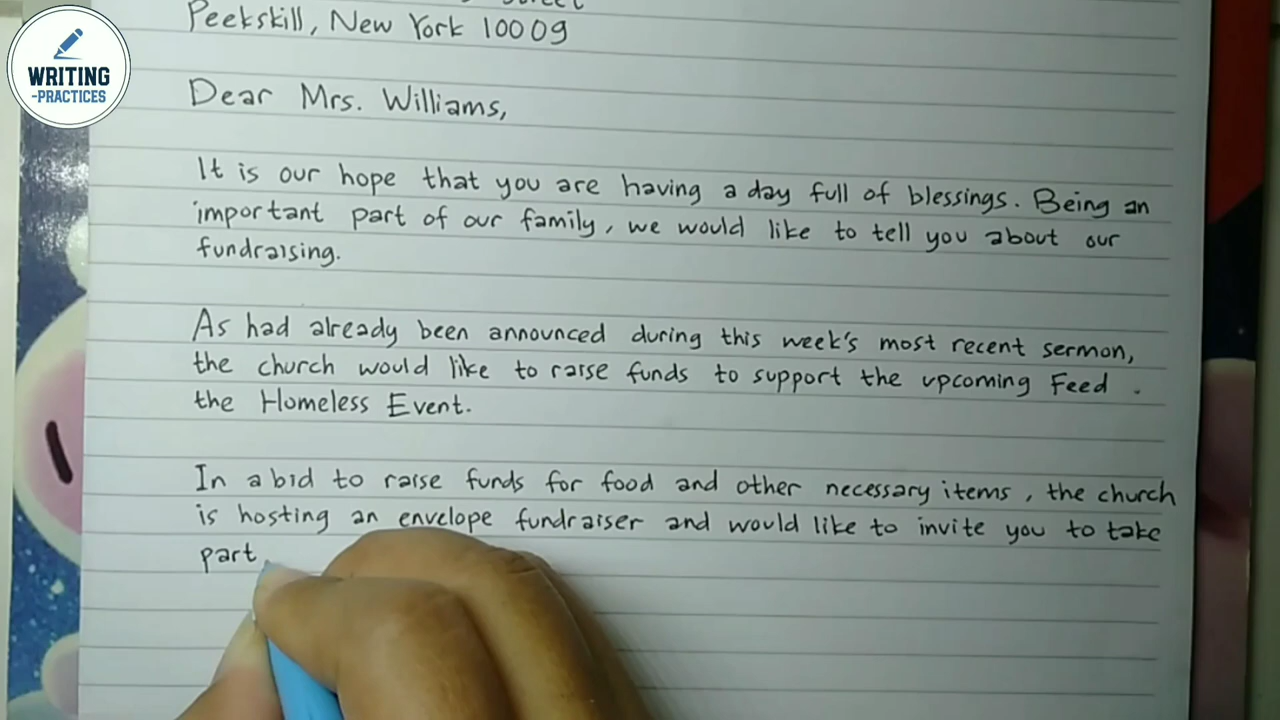 WRITING
-PRACTICES
Peekskill, New York 10009
Dear Mrs. Williams,
It is our hope that you are having a day full of blessings. Being an
important part of our family, we would like to tell you about our
fundraising.
As had already been announced during this week's most recent sermon,
the church would like to raise funds to support the upcoming Feed
the Homeless Event.
In a bid to raise funds for food and other necessary items, the church
is hosting an envelope fundraiser and would like to invite you to take
part